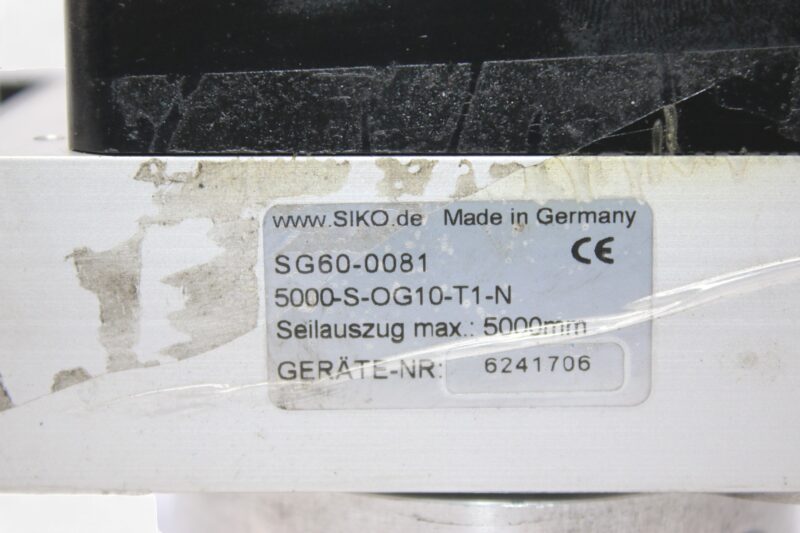 www.SIKO.de Made in Germany
CE
SG60-0081
5000-S-OG10-T1-N
Seilauszug max.: 5000mm
GERÄTE-NR: 6241706